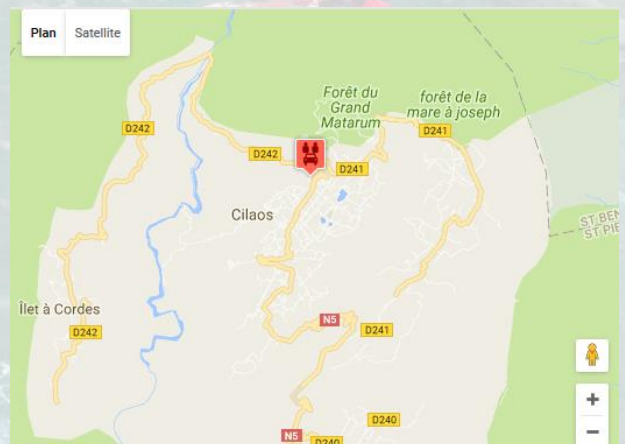 Plan Satellite
Forêt du
Grand
Matarum
forêt de la
mare à joseph
D242
D241
D242
D241
Cilaos
ST BEN
ST PIE
Îlet à Cordes
N5
D241
D242
D240
N5
D240
+
−